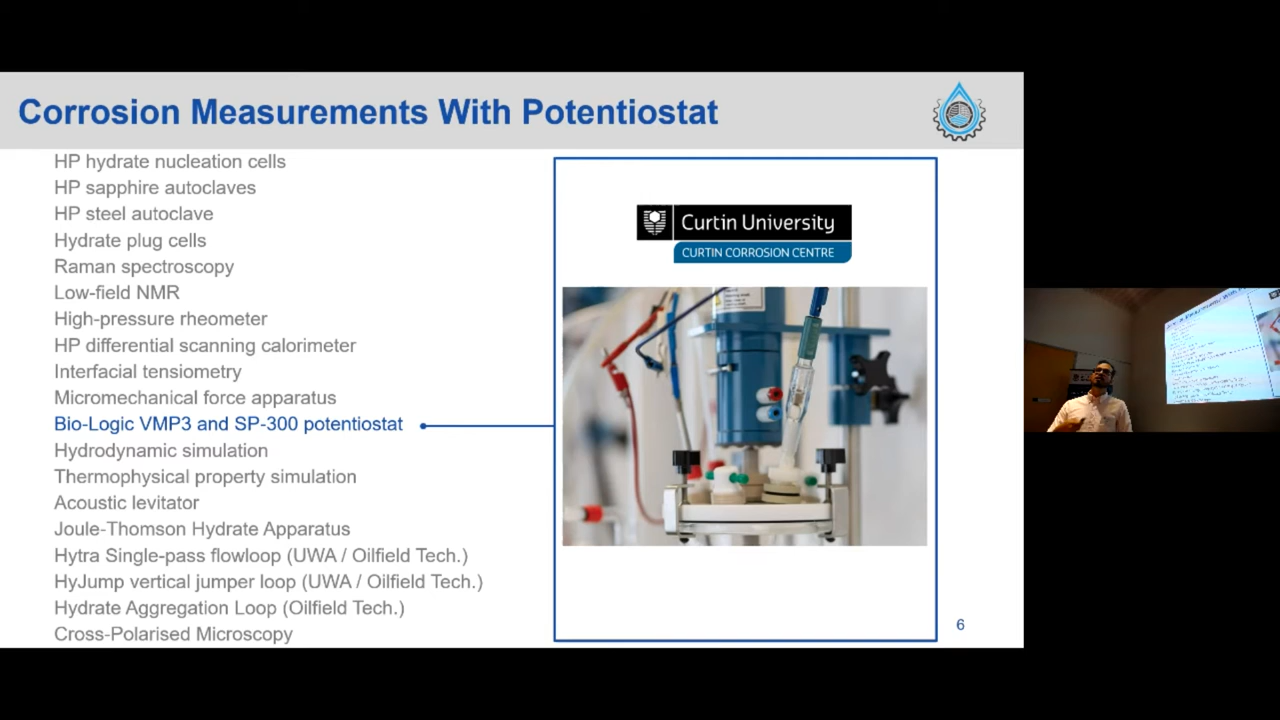 Corrosion Measurements With Potentiostat
HP hydrate nucleation cells
HP sapphire autoclaves
HP steel autoclave
Hydrate plug cells
Raman spectroscopy
Low-field NMR
High-pressure rheometer
HP differential scanning calorimeter
Interfacial tensiometry
Micromechanical force apparatus
Bio-Logic VMP3 and SP-300 potentiostat
Hydrodynamic simulation
Thermophysical property simulation
Acoustic levitator
Joule-Thomson Hydrate Apparatus
Hytra Single-pass flowloop (UWA / Oilfield Tech.)
HyJump vertical jumper loop (UWA / Oilfield Tech.)
Hydrate Aggregation Loop (Oilfield Tech.)
Cross-Polarised Microscopy
Curtin University
CURTIN CORROSION CENTRE
6